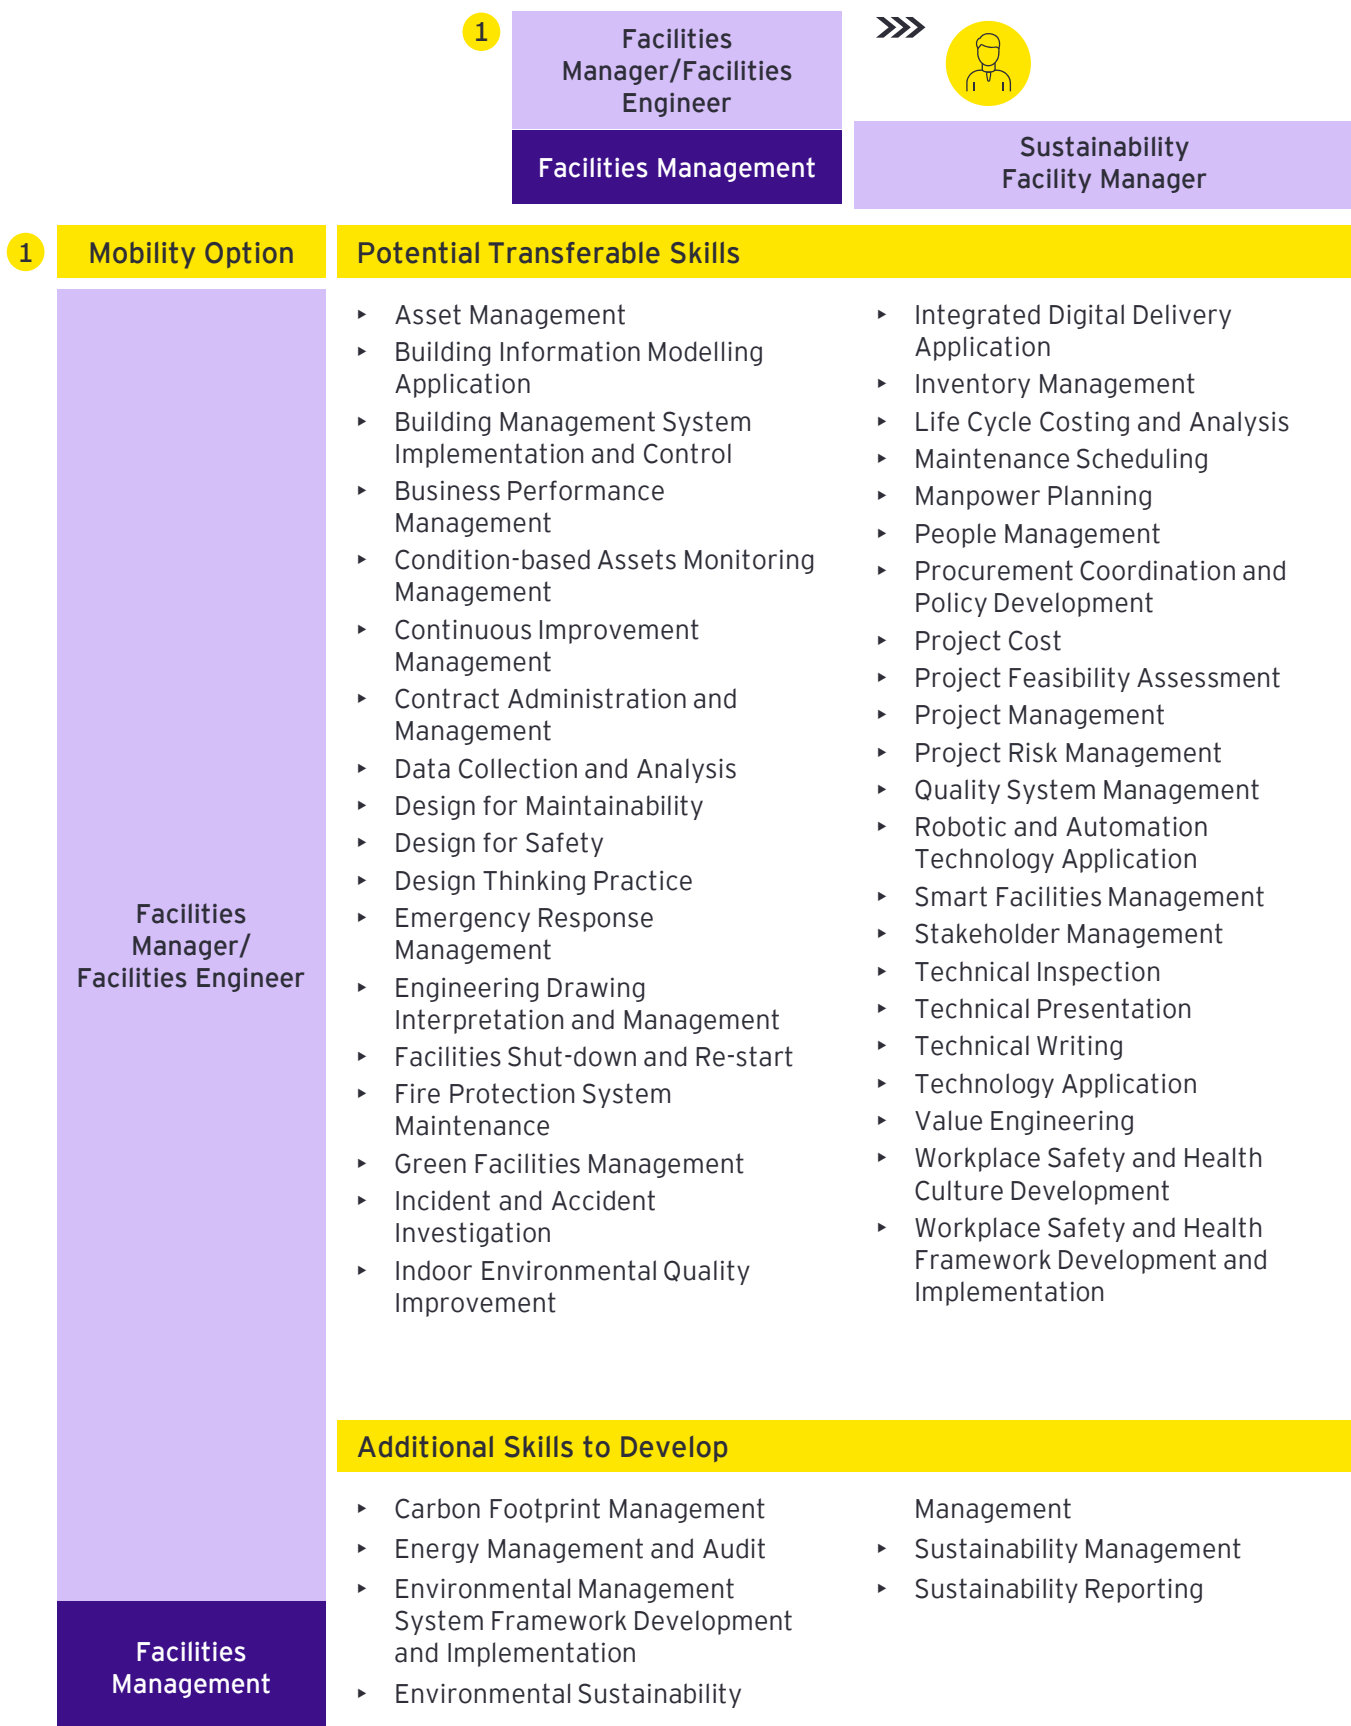 1
Facilities
Manager/Facilities
Engineer
Facilities Management
Sustainability
Facility Manager
1
Mobility Option
Potential Transferable Skills
Facilities
Manager/
Facilities Engineer
Facilities
Management
‣ Asset Management
‣ Building Information Modelling
Application
‣ Building Management System
Implementation and Control
‣ Business Performance
Management
‣ Condition-based Assets Monitoring
Management
‣ Continuous Improvement
Management
‣ Contract Administration and
Management
‣ Data Collection and Analysis
‣ Design for Maintainability
‣ Design for Safety
‣ Design Thinking Practice
‣ Emergency Response
Management
‣ Engineering Drawing
Interpretation and Management
‣ Facilities Shut-down and Re-start
‣ Fire Protection System
Maintenance
‣ Green Facilities Management
‣ Incident and Accident
Investigation
‣ Indoor Environmental Quality
Improvement
‣ Integrated Digital Delivery
Application
‣ Inventory Management
‣ Life Cycle Costing and Analysis
‣ Maintenance Scheduling
‣ Manpower Planning
‣ People Management
‣ Procurement Coordination and
Policy Development
‣ Project Cost
‣ Project Feasibility Assessment
‣ Project Management
‣ Project Risk Management
‣ Quality System Management
‣ Robotic and Automation
Technology Application
‣ Smart Facilities Management
‣ Stakeholder Management
‣ Technical Inspection
‣ Technical Presentation
‣ Technical Writing
‣ Technology Application
‣ Value Engineering
‣ Workplace Safety and Health
Culture Development
‣ Workplace Safety and Health
Framework Development and
Implementation
Additional Skills to Develop
‣ Carbon Footprint Management
‣ Energy Management and Audit
‣ Environmental Management
System Framework Development
and Implementation
‣ Environmental Sustainability
Management
‣ Sustainability Management
‣ Sustainability Reporting